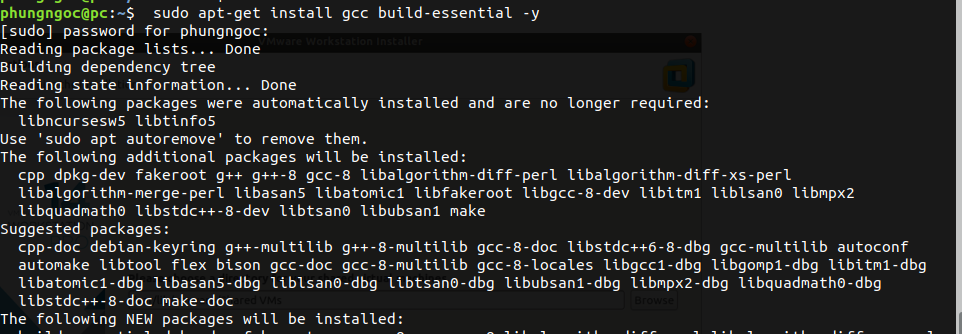 phungngoc@pc:~$ sudo apt-get install gcc build-essential -y
[sudo] password for phungngoc:
Mware Workstation Installer
Reading package lists... Done
Building dependency tree
Reading state information... Done
The following packages were automatically installed and are no longer required:
libncursesw5 libtinfo5
Use 'sudo apt autoremove' to remove them.
The following additional packages will be installed:
cpp dpkg-dev fakeroot g++ g++-8 gcc-8 libalgorithm-diff-perl libalgorithm-diff-xs-perl
libalgorithm-merge-perl libasan5 libatomic1 libfakeroot libgcc-8-dev libitm1 liblsan0 libmpx2
libquadmath0 libstdc++-8-dev libtsan0 libubsan1 make
Suggested packages:
cpp-doc debian-keyring g++-multilib g++-8-multilib gcc-8-doc libstdc++6-8-dbg gcc-multilib autoconf
automake libtool flex bison gcc-doc gcc-8-multilib gcc-8-locales libgcc1-dbg libgomp1-dbg libitm1-dbg
libatomic1-dbg libasan5-dbg liblsan0-dbg libtsan0-dbg libubsan1-dbg libmpx2-dbg libquadmath0-dbg
libstdc++-8-doc make-doc
ored VMs
Browse
The following NEW packages will be installed: